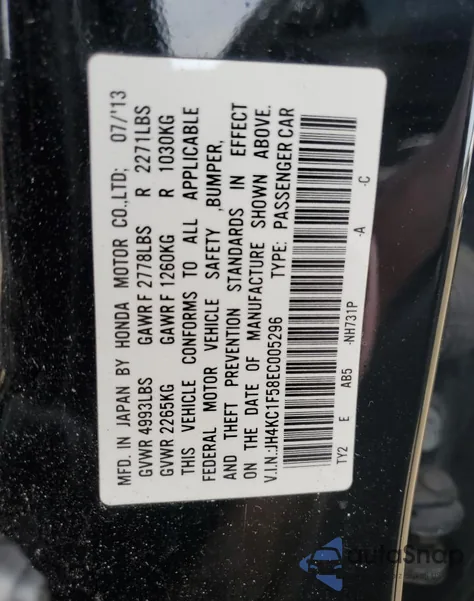 MFD. IN JAPAN BY HONDA MOTOR CO.,LTD; 07/'13
GVWR 4993LBS GAWR F 2778LBS R 2271LBS
GVWR 2265KG GAWR F 1260KG R 1030KG
THIS VEHICLE CONFORMS TO ALL APPLICABLE
FEDERAL MOTOR VEHICLE SAFETY ,BUMPER,
AND THEFT PREVENTION STANDARDS IN EFFECT
ON THE DATE OF MANUFACTURE SHOWN ABOVE.
V.I.N.:JH4KC1F58EC005296 TYPE: PASSENGER CAR
TY2 E AB5 -NH731P -A -C
autoSnap